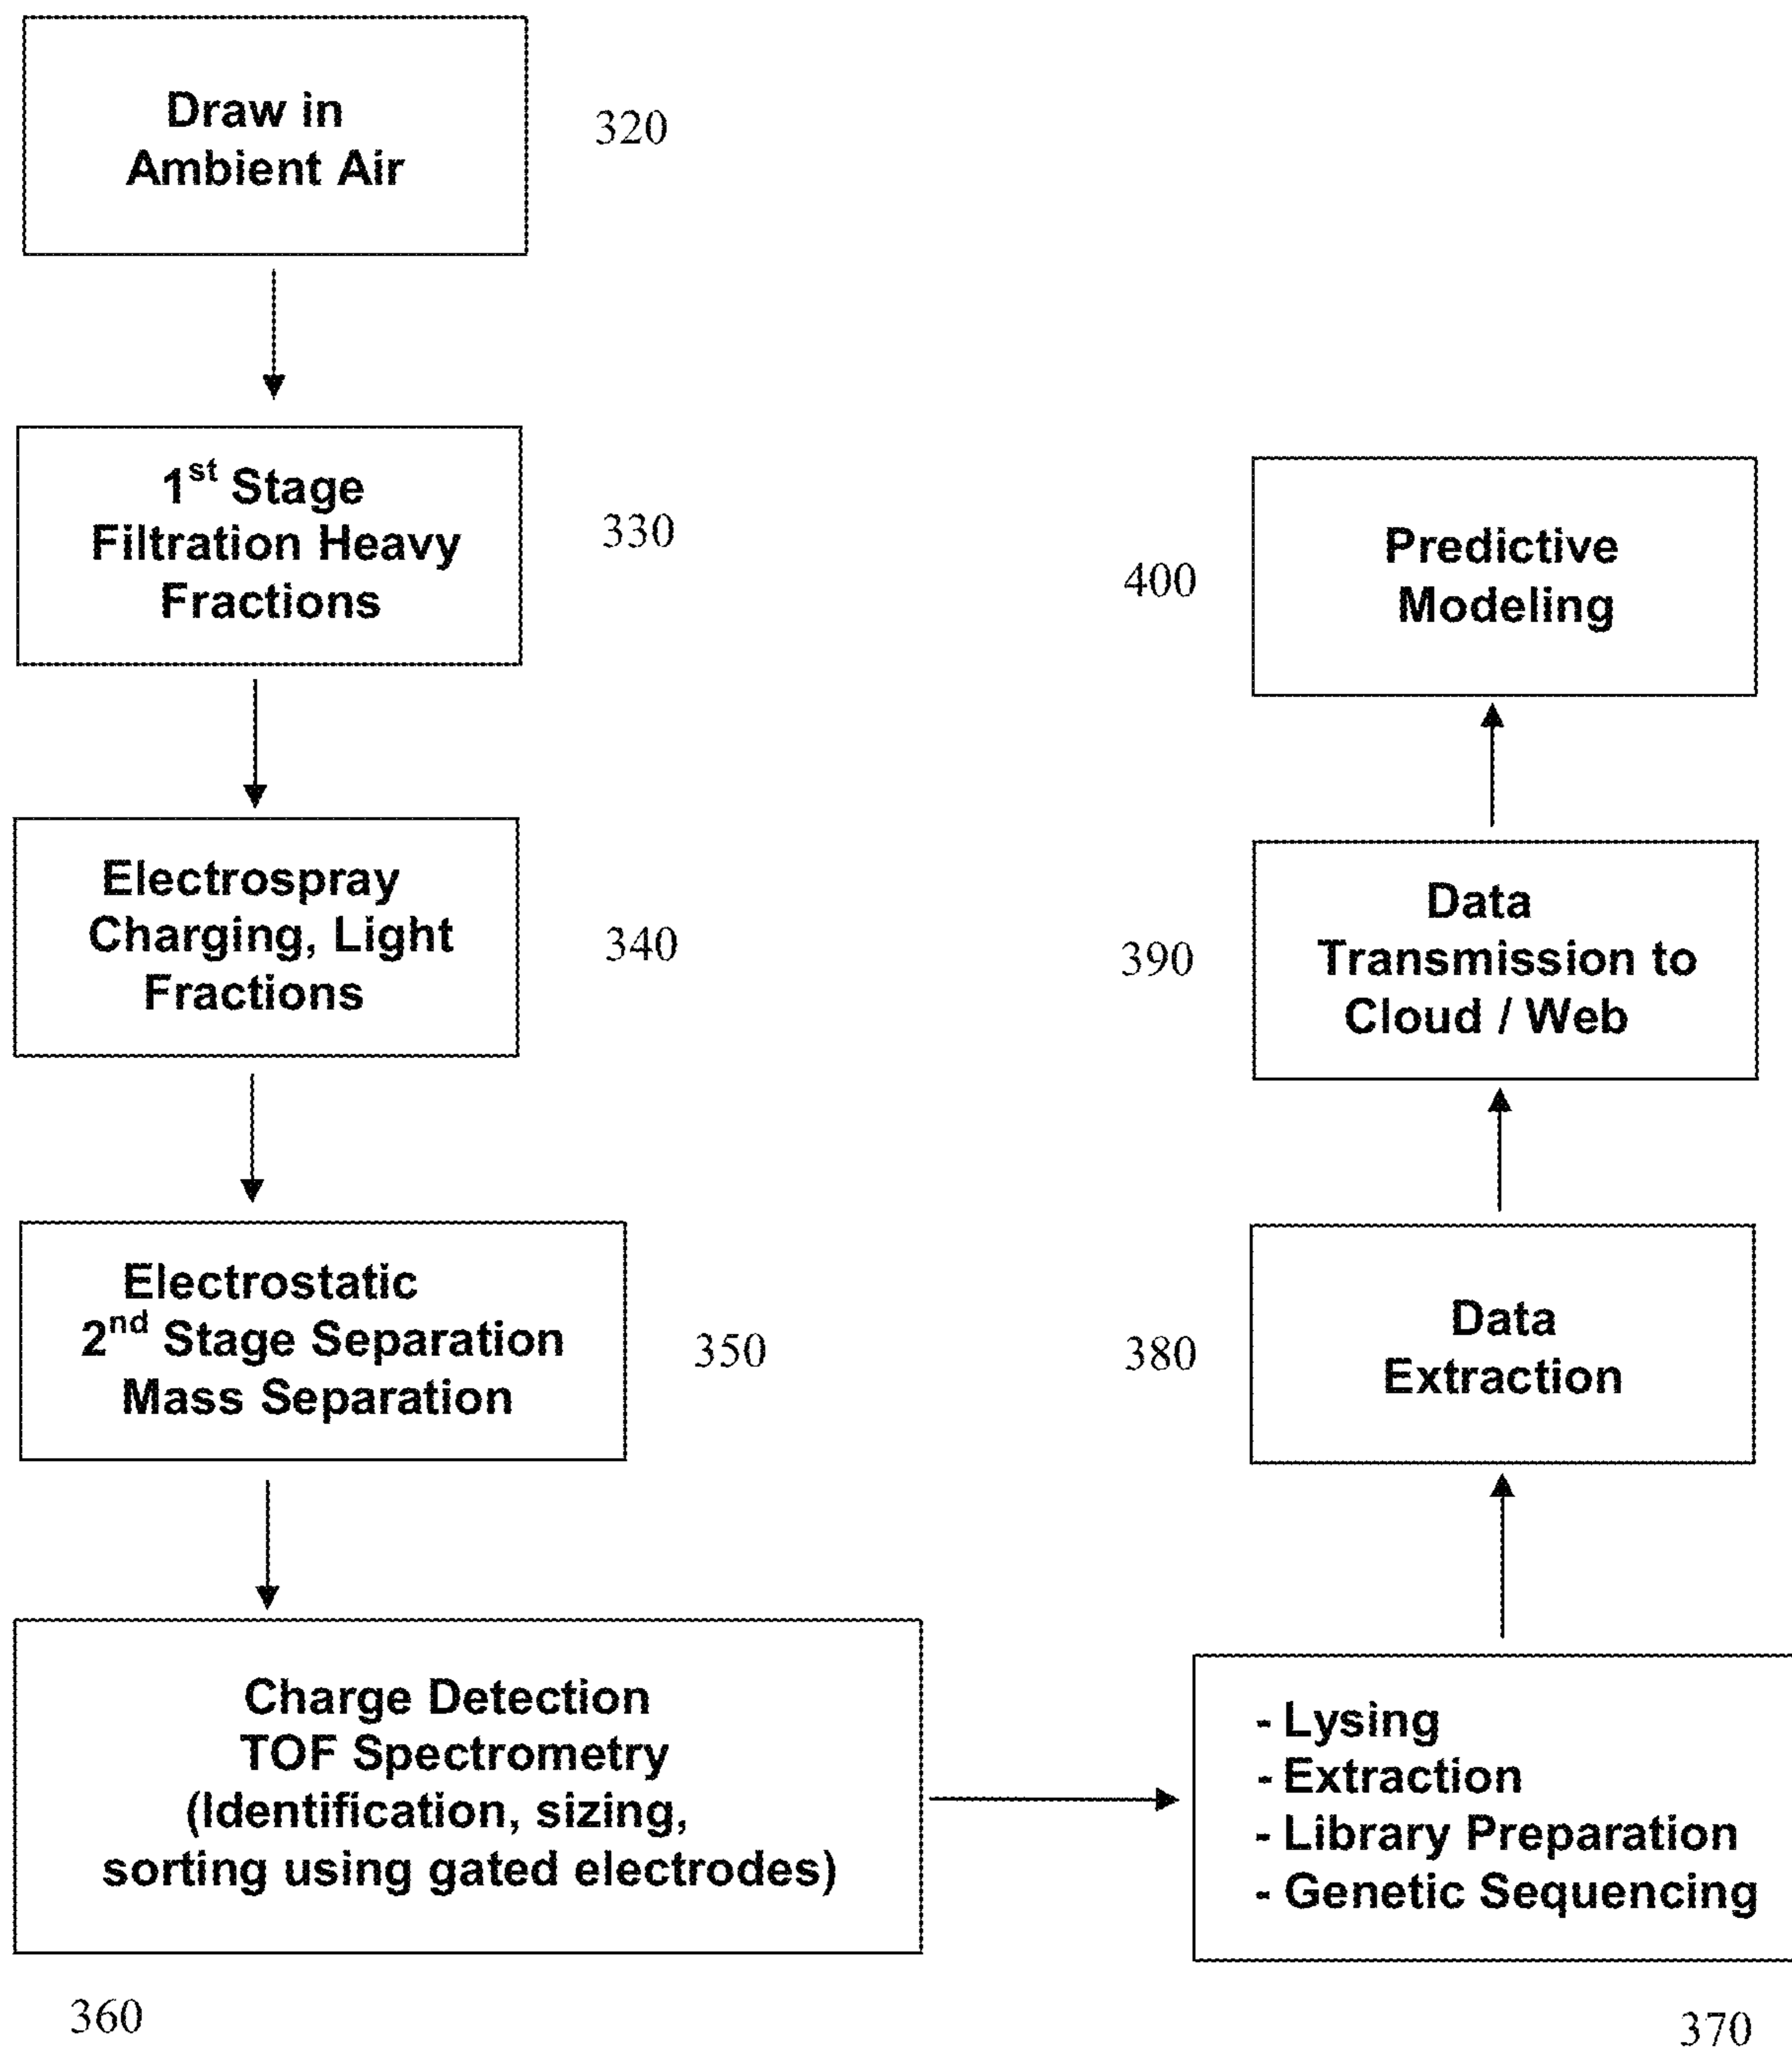 Draw in
Ambient Air
320
1st Stage
Filtration Heavy
Fractions
330
Electrospray
Charging, Light
Fractions
340
Electrostatic
2nd Stage Separation
Mass Separation
350
Charge Detection
TOF Spectrometry
(Identification, sizing,
sorting using gated electrodes)
360
- Lysing
- Extraction
- Library Preparation
- Genetic Sequencing
370
Data
Extraction
380
Data
Transmission to
Cloud / Web
390
Predictive
Modeling
400